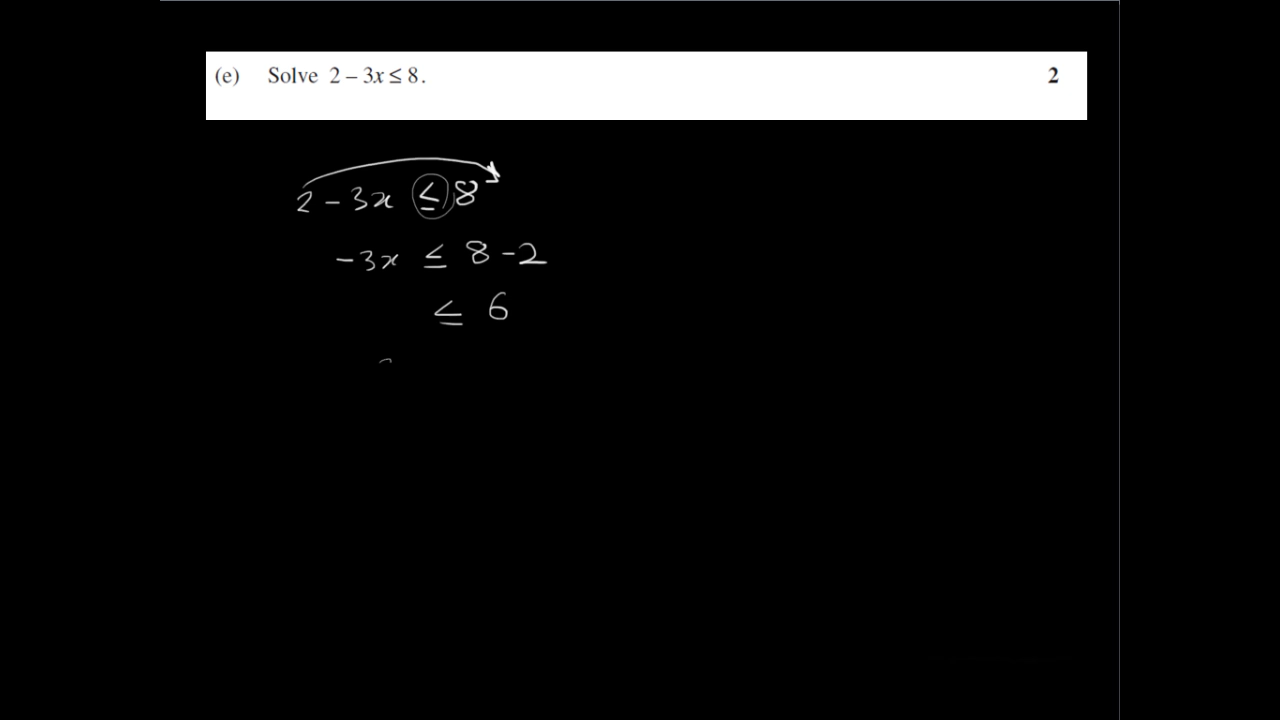 (e) Solve 2 – 3x ≤ 8. 2
2 - 3x ≤ 8
-3x ≤ 8 - 2
≤ 6